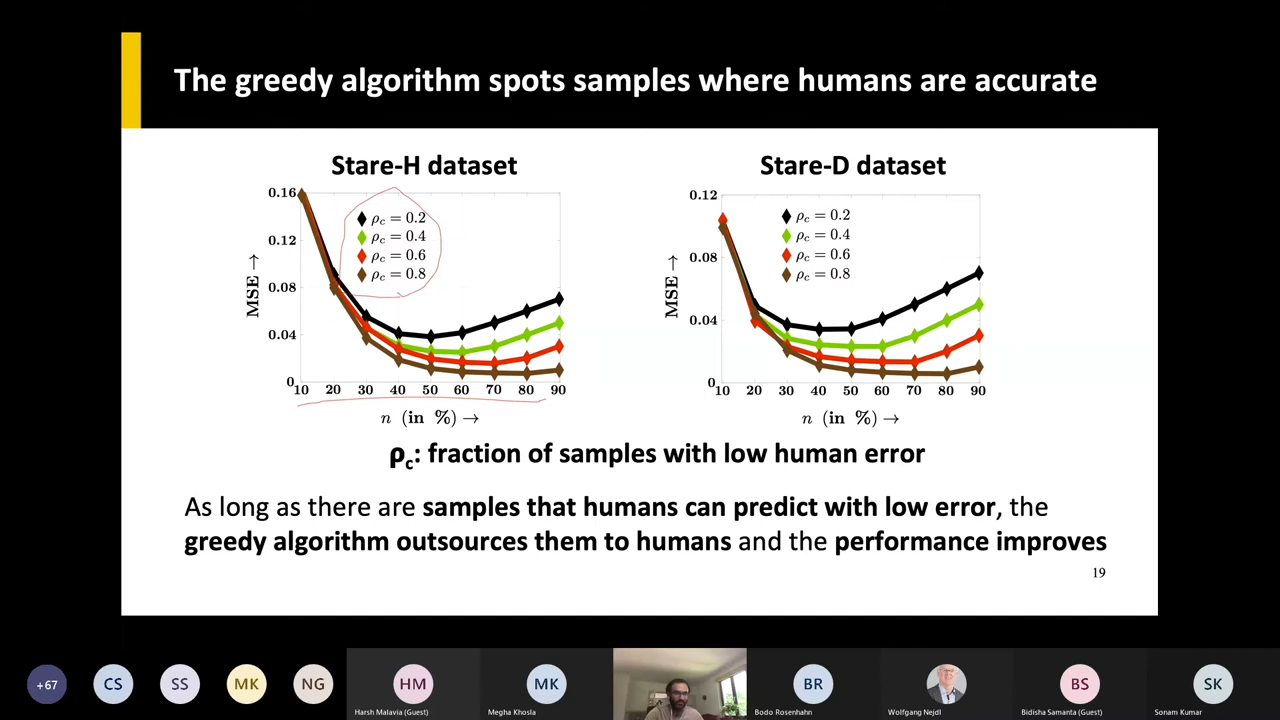 The greedy algorithm spots samples where humans are accurate
Stare-H dataset
0.16
0.12
0.08
0.04
0
MSE →
ρc = 0.2
ρc = 0.4
ρc = 0.6
ρc = 0.8
10 20 30 40 50 60 70 80 90
n (in %) →
Stare-D dataset
0.12
0.08
0.04
0
MSE →
ρc = 0.2
ρc = 0.4
ρc = 0.6
ρc = 0.8
10 20 30 40 50 60 70 80 90
n (in %) →
ρc: fraction of samples with low human error
As long as there are samples that humans can predict with low error, the
greedy algorithm outsources them to humans and the performance improves
19
+67 CS SS MK NG HM MK BR BS SK
Harsh Malavia (Guest) Megha Khosla Bodo Rosenhahn Wolfgang Nejdl Bidisha Samanta (Guest) Sonam Kumar